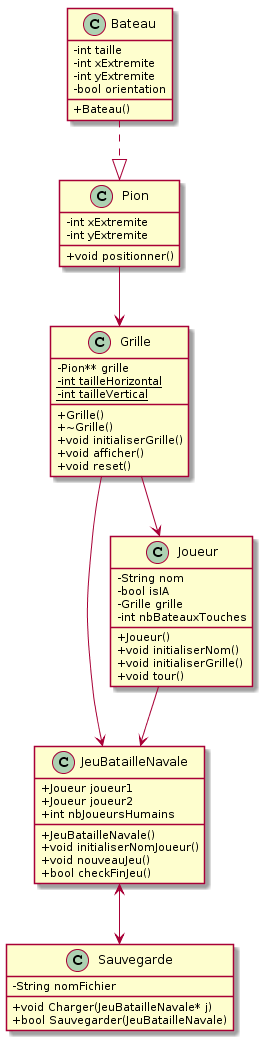 C Bateau
-int taille
-int xExtremite
-int yExtremite
-bool orientation
+Bateau()
C Pion
-int xExtremite
-int yExtremite
+void positionner()
C Grille
-Pion** grille
-int tailleHorizontal
-int tailleVertical
+Grille()
+~Grille()
+void initialiserGrille()
+void afficher()
+void reset()
C Joueur
-String nom
-bool isIA
-Grille grille
-int nbBateauxTouches
+Joueur()
+void initialiserNom()
+void initialiserGrille()
+void tour()
C JeuBatailleNavale
+Joueur joueur1
+Joueur joueur2
+int nbJoueursHumains
+JeuBatailleNavale()
+void initialiserNomJoueur()
+void nouveauJeu()
+bool checkFinJeu()
C Sauvegarde
-String nomFichier
+void Charger(JeuBatailleNavale* j)
+bool Sauvegarder(JeuBatailleNavale)